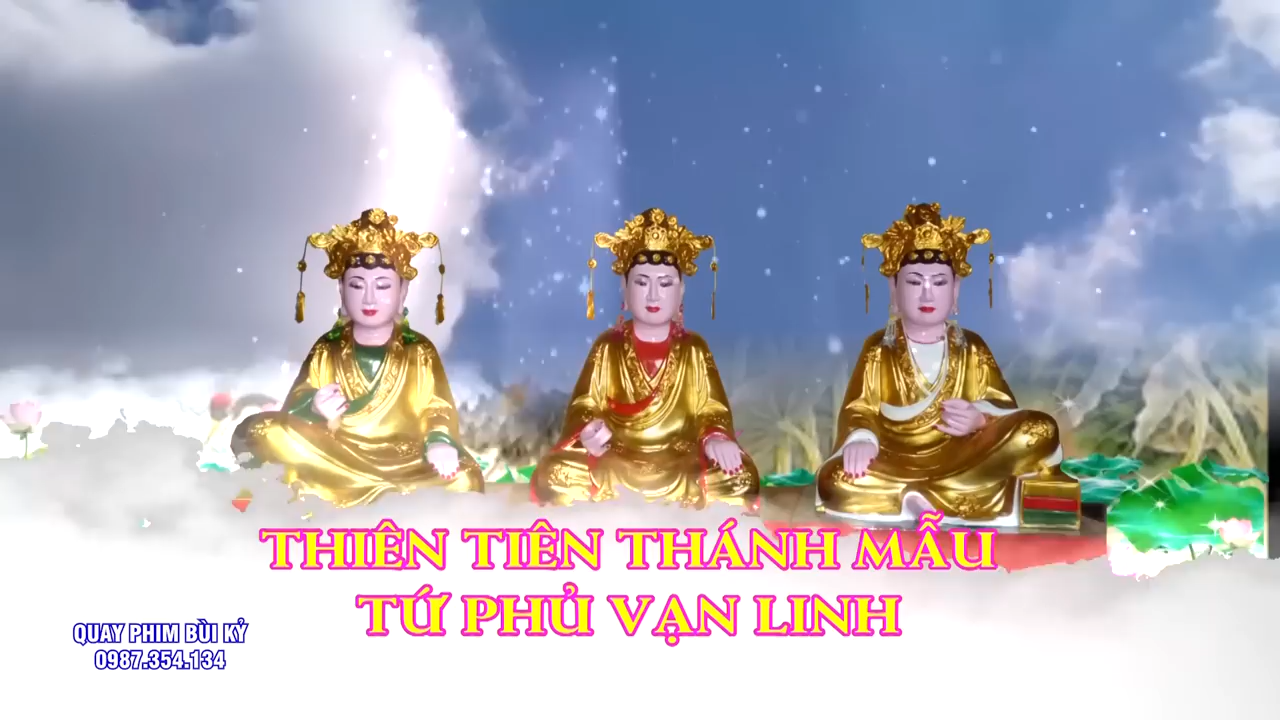 THIÊN TIÊN THÁNH MẪU
TỨ PHỦ VẠN LINH
QUAY PHIM BÙI KỶ
0987.354.134